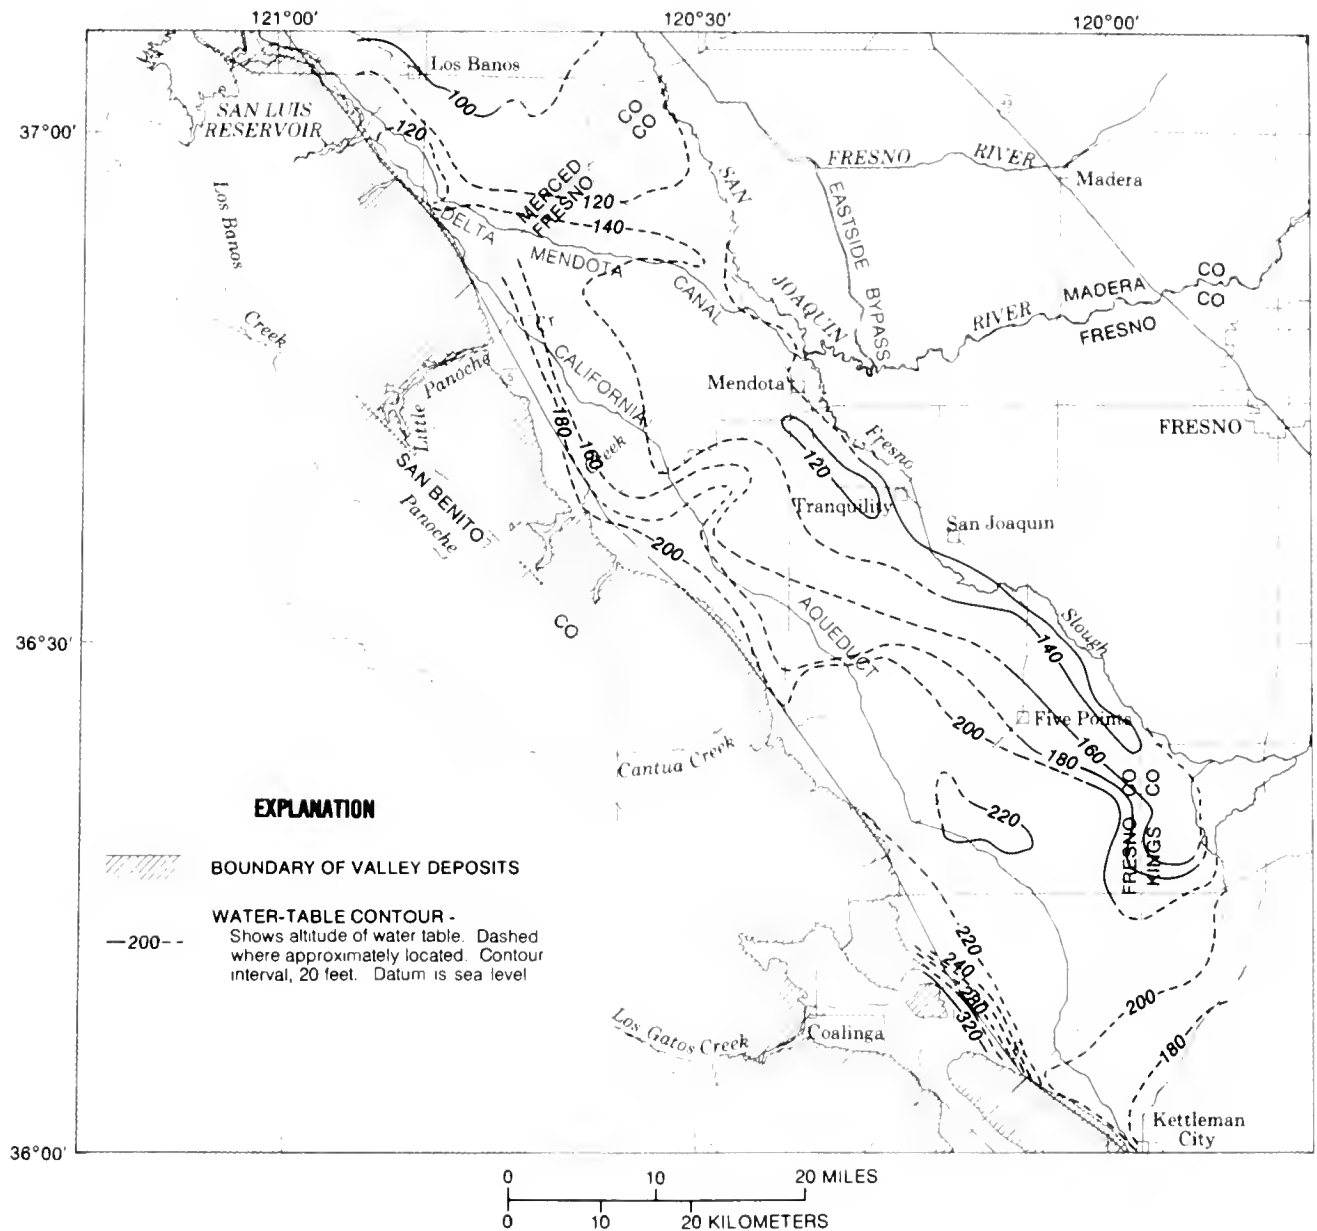 121°00'
120°30'
120°00'
37°00'
36°30'
36°00'
Los Banos
SAN LUIS
RESERVOIR
100
120
CO
CO
MERCED
FRESNO
120
140
DELTA
MENDOTA
CANAL
SAN
JOAQUIN
RIVER
FRESNO
RIVER
Madera
EASTSIDE
BYPASS
MADERA
CO
FRESNO
CO
FRESNO
Los Banos
Creek
Little
Panoche
Cr
CALIFORNIA
AQUEDUCT
Mendota
180
160
Creek
SAN BENITO
CO
Panoche
120
Fresno
Slough
Tranquility
San Joaquin
200
140
Five Points
200
160
180
Cantua Creek
220
FRESNO CO
KINGS CO
220
240
280
320
200
180
Los Gatos Creek
Coalinga
Kettleman
City
EXPLANATION
BOUNDARY OF VALLEY DEPOSITS
WATER-TABLE CONTOUR -
Shows altitude of water table. Dashed
where approximately located. Contour
interval, 20 feet. Datum is sea level
—200--
0 10 20 MILES
0 10 20 KILOMETERS